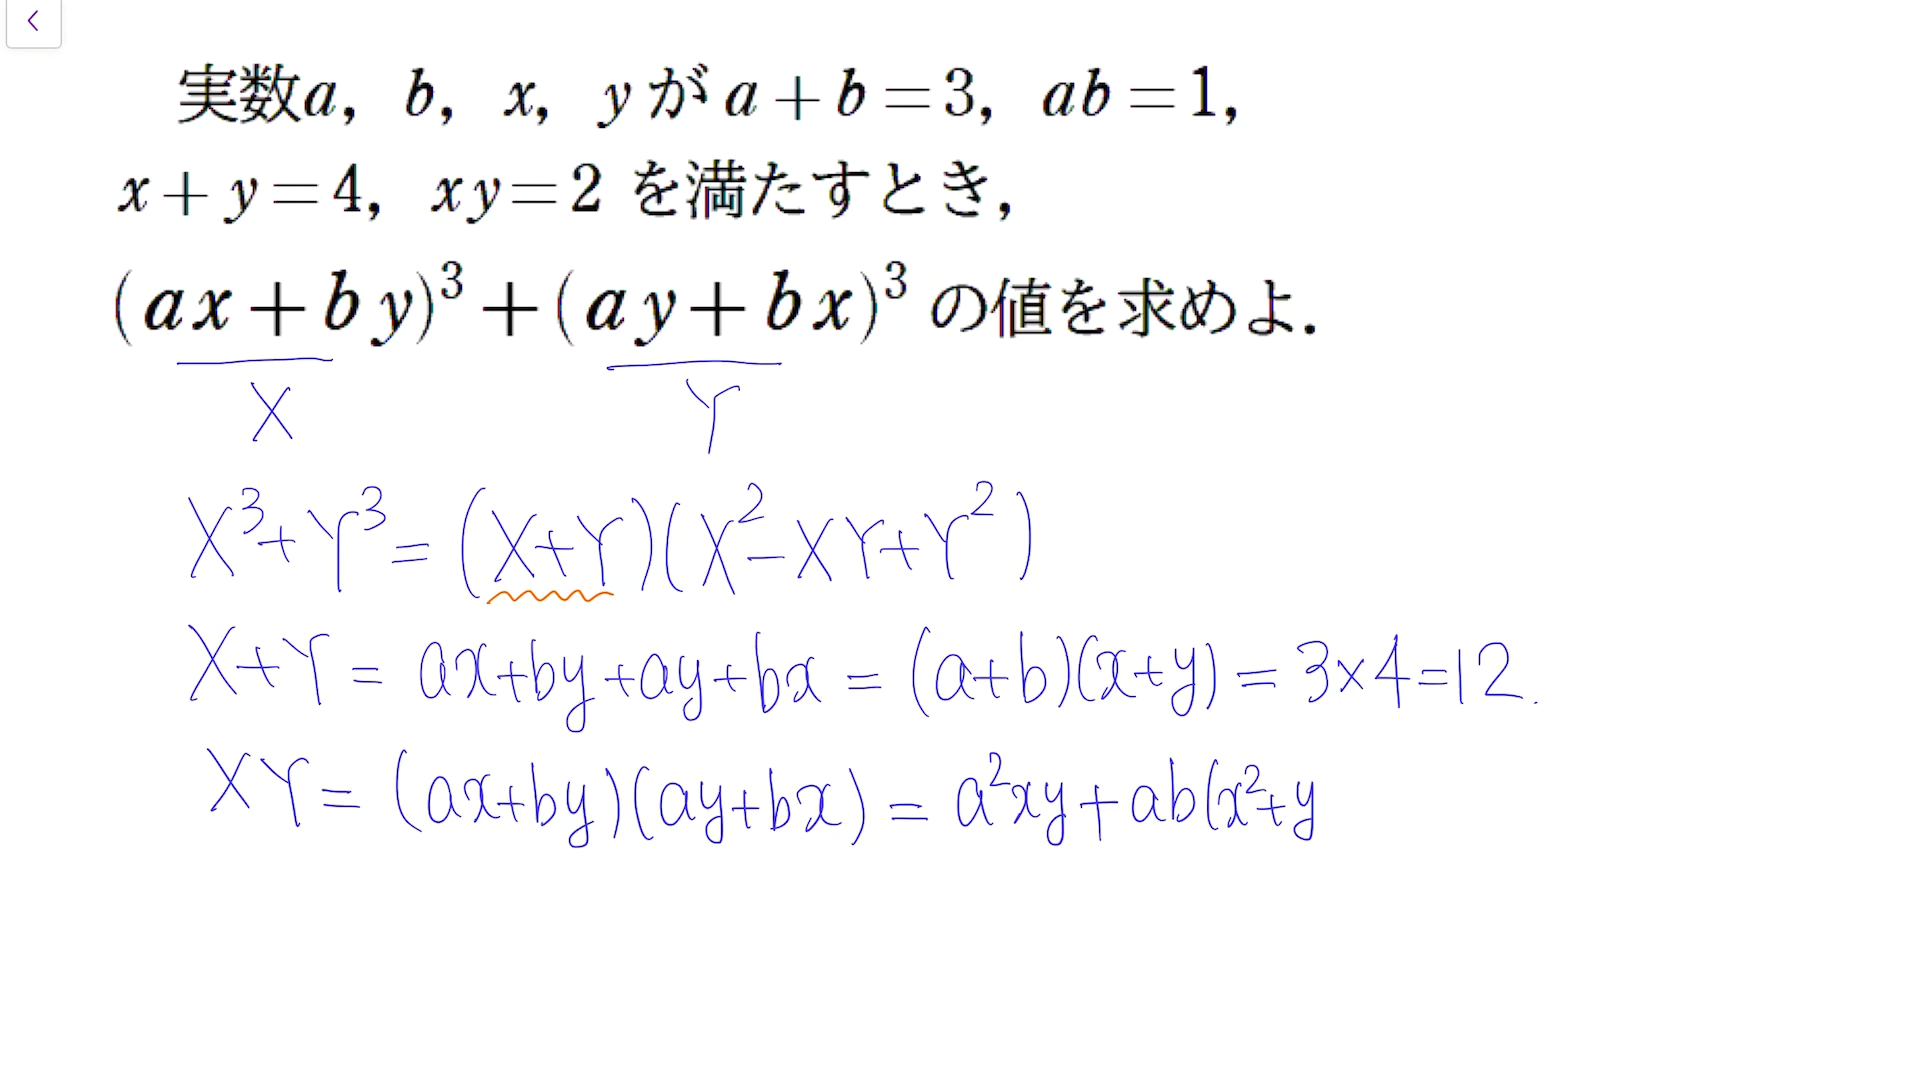 実数a, b, x, y が a + b = 3, ab = 1,
x + y = 4, xy = 2 を満たすとき,
(ax + by)³ + (ay + bx)³ の値を求めよ.
X Y
X³+Y³ = (X+Y)(X²-XY+Y²)
X+Y = ax+by+ay+bx = (a+b)(x+y) = 3×4=12.
XY = (ax+by)(ay+bx) = a²xy+ab(x²+y